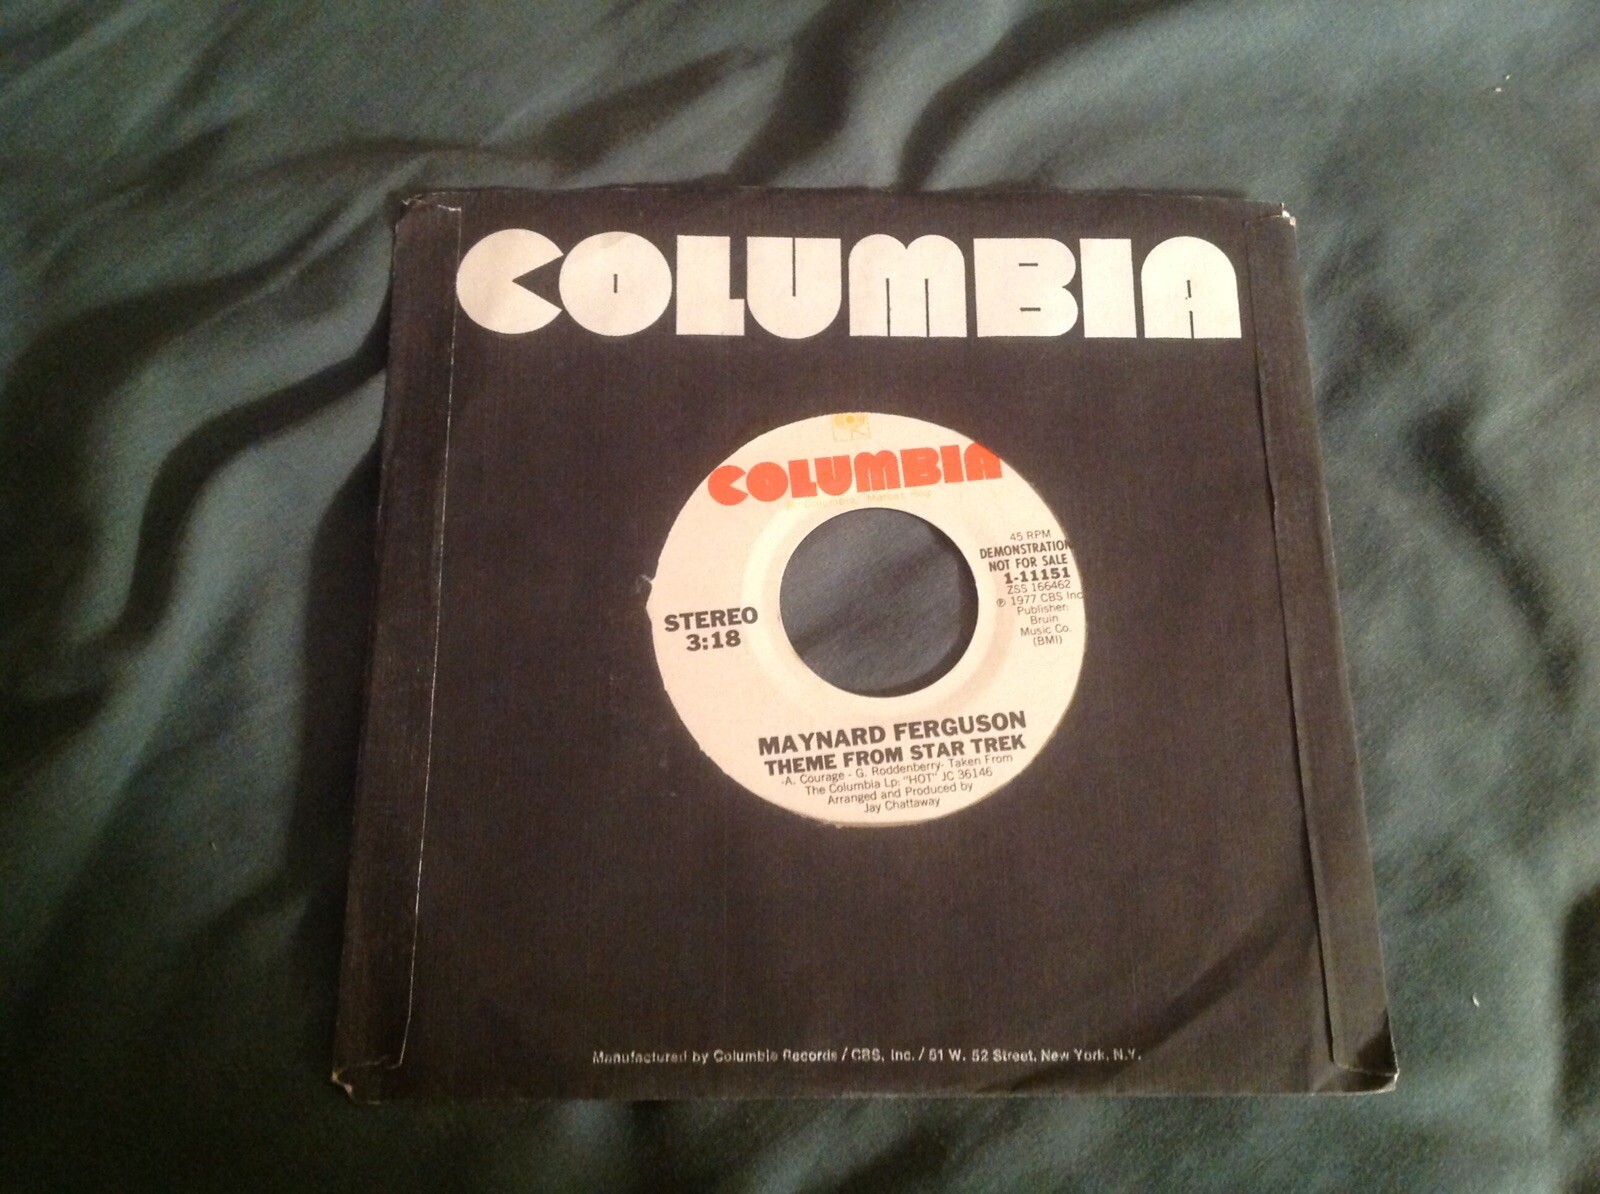 COLUMBIA
COLUMBIA
45 RPM
DEMONSTRATION
NOT FOR SALE
1-11151
ZSS 166462
℗ 1977 CBS Inc
Publisher:
Bruin
Music Co.
(BMI)
STEREO
3:18
MAYNARD FERGUSON
THEME FROM STAR TREK
-A. Courage - G. Roddenberry- Taken From
The Columbia Lp: "HOT" JC 36146
Arranged and Produced by
Jay Chattaway
Manufactured by Columbia Records / CBS, Inc. / 51 W. 52 Street, New York, N.Y.